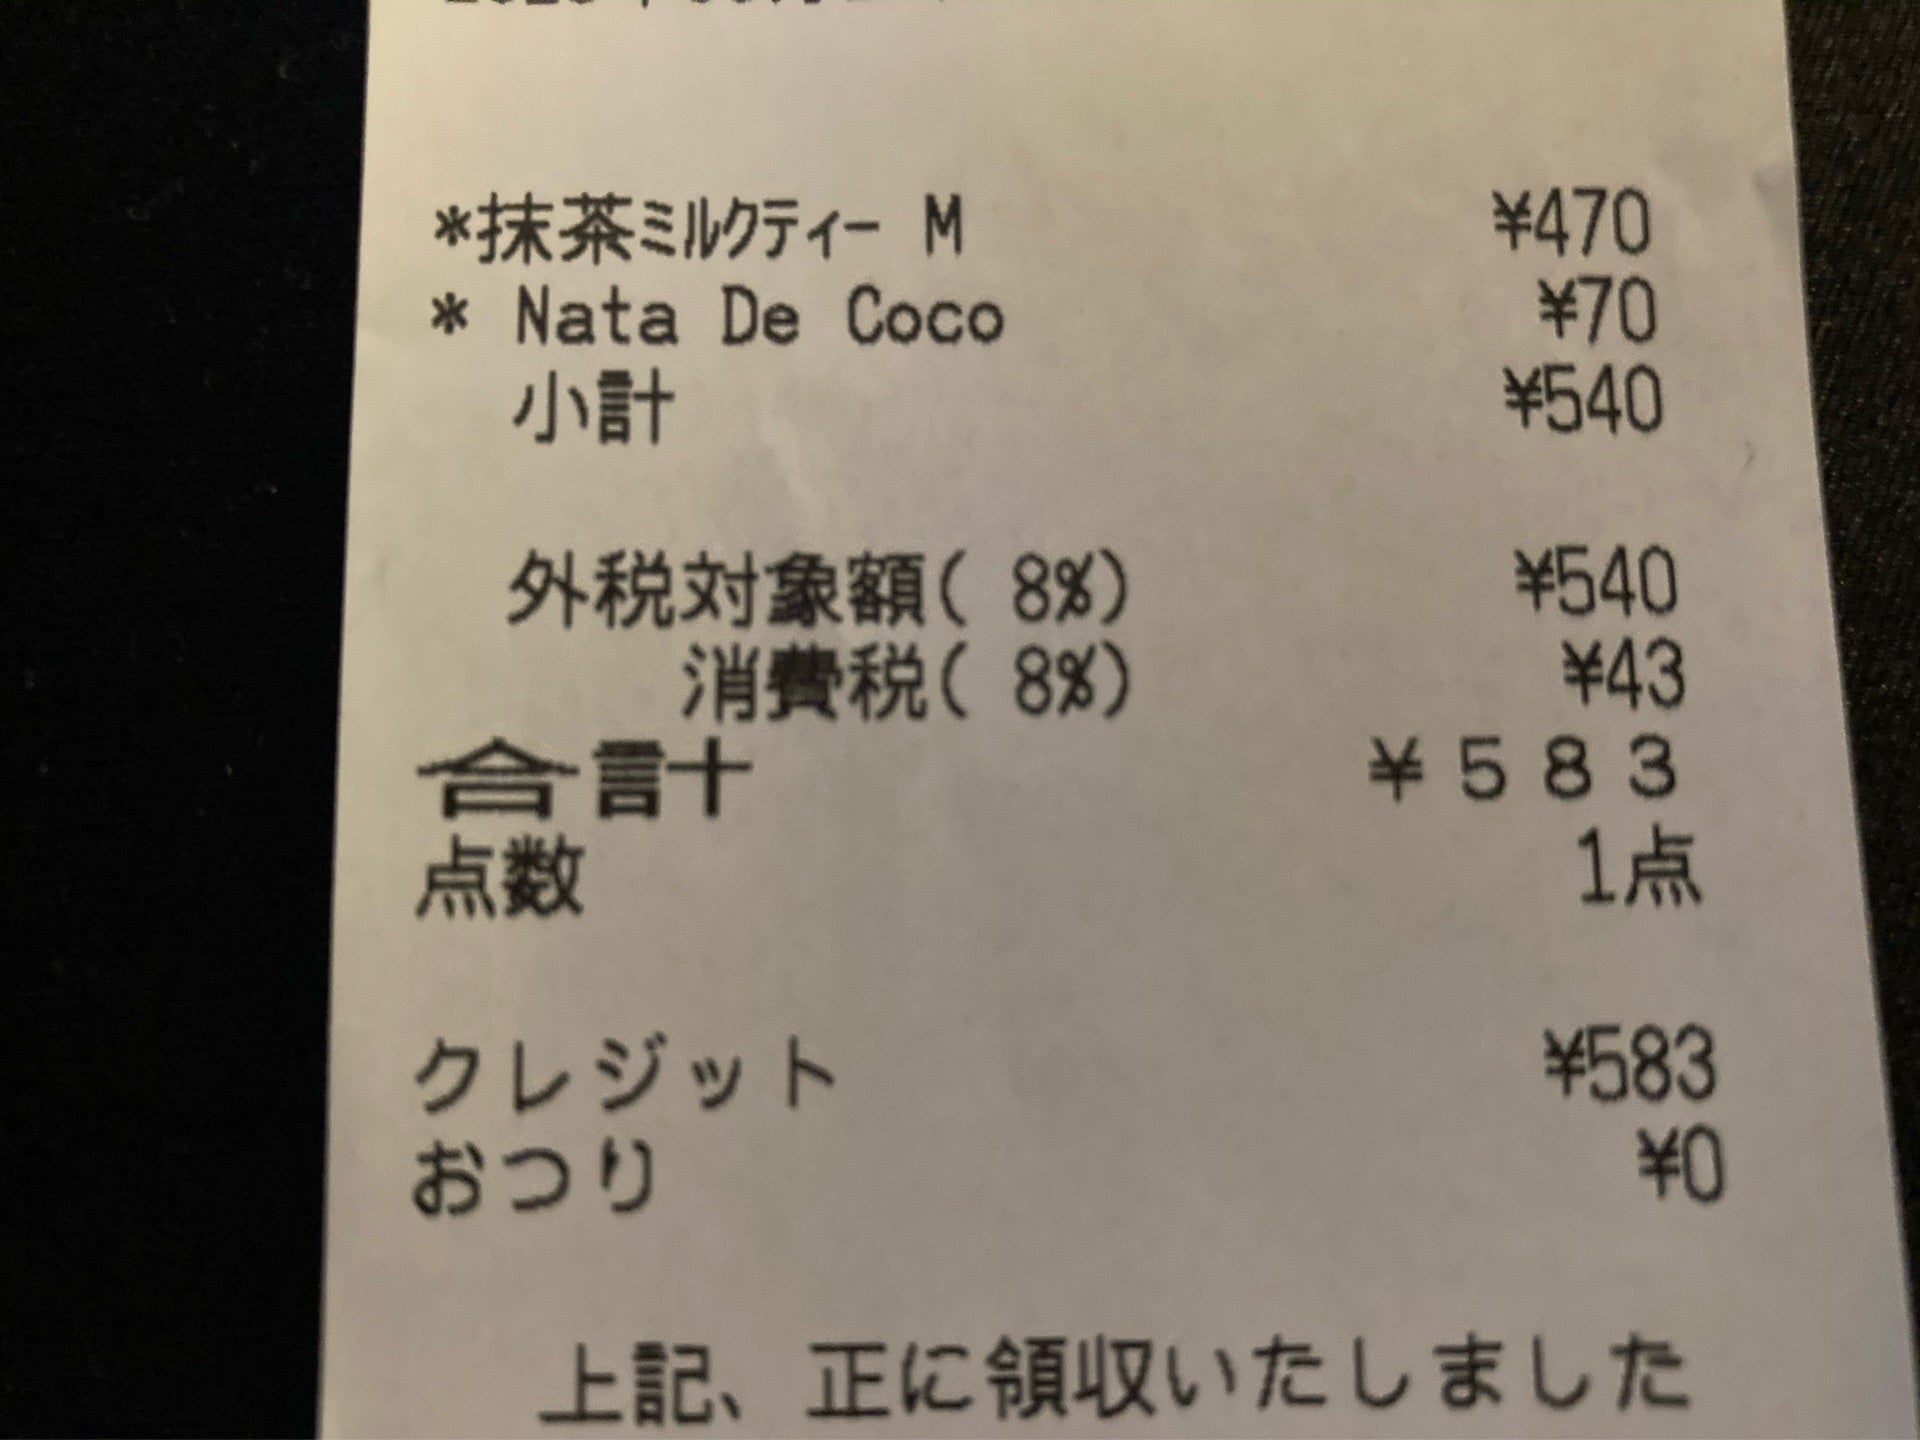 *抹茶ミルクティー M ¥470
* Nata De Coco ¥70
小計 ¥540
外税対象額( 8%) ¥540
消費税( 8%) ¥43
合計 ¥583
点数 1点
クレジット ¥583
おつり ¥0
上記、正に領収いたしました